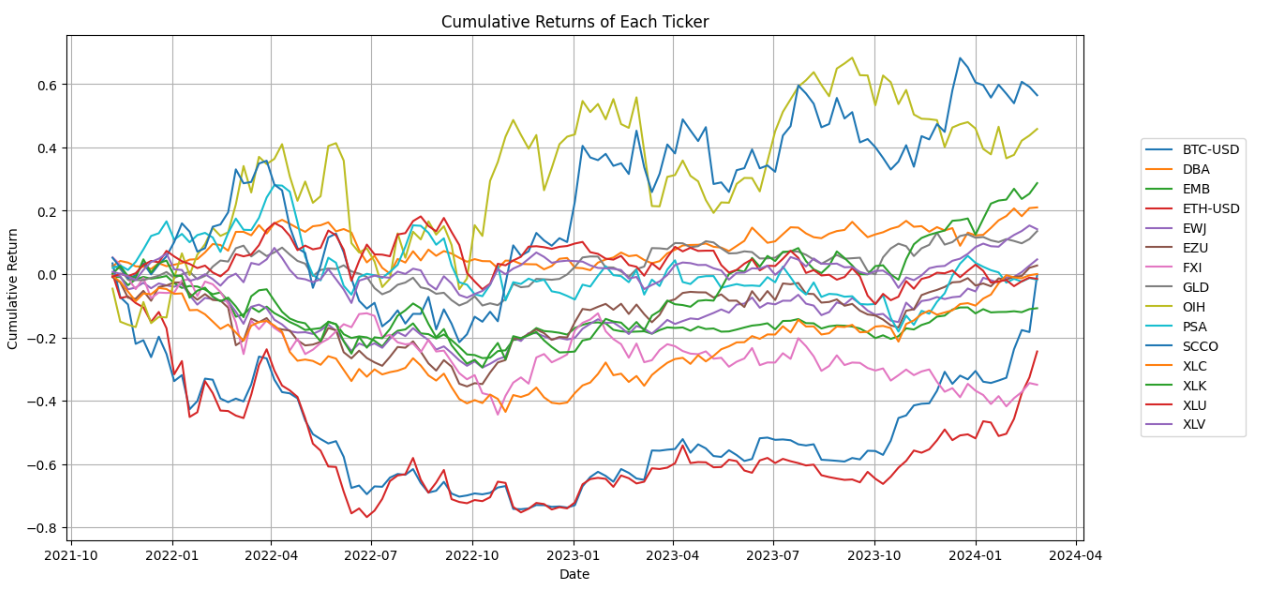 Cumulative Returns of Each Ticker
Cumulative Return
0.6
0.4
0.2
0.0
−0.2
−0.4
−0.6
−0.8
2021-10
2022-01
2022-04
2022-07
2022-10
2023-01
2023-04
2023-07
2023-10
2024-01
2024-04
Date
BTC-USD
DBA
EMB
ETH-USD
EWJ
EZU
FXI
GLD
OIH
PSA
SCCO
XLC
XLK
XLU
XLV